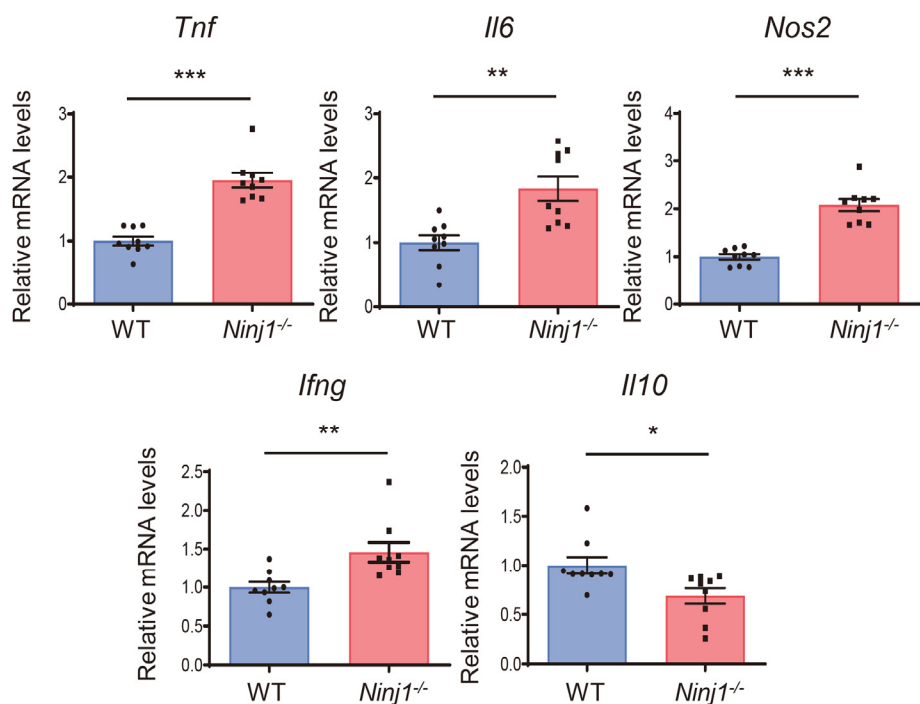 Tnf
***
Relative mRNA levels
3
2
1
0
WT
Ninj1-/-
Il6
**
Relative mRNA levels
3
2
1
0
WT
Ninj1-/-
Nos2
***
Relative mRNA levels
4
3
2
1
0
WT
Ninj1-/-
Ifng
**
Relative mRNA levels
2.5
2.0
1.5
1.0
0.5
0.0
WT
Ninj1-/-
Il10
*
Relative mRNA levels
2.0
1.5
1.0
0.5
0.0
WT
Ninj1-/-